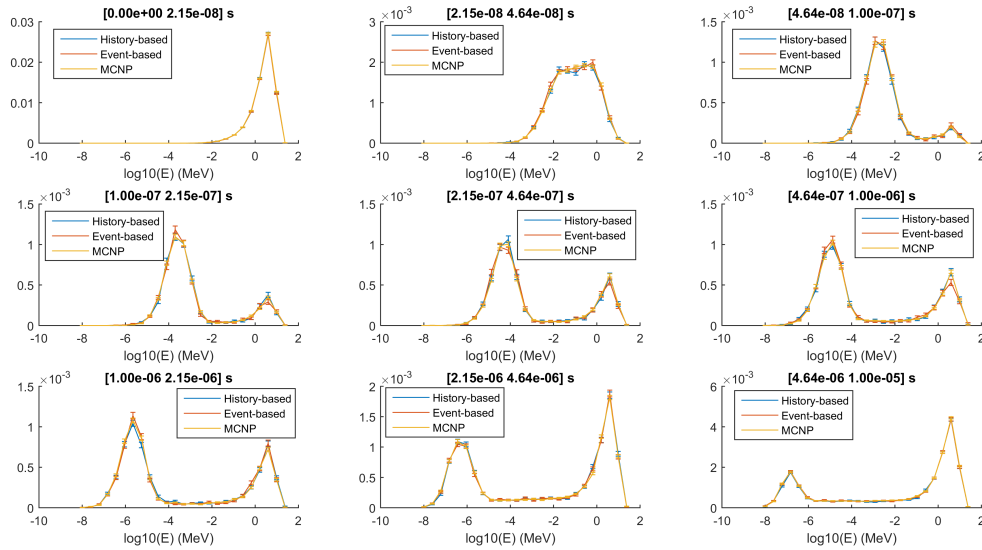 [0.00e+00 2.15e-08] s
0.03
0.02
0.01
0
History-based
Event-based
MCNP
-10 -8 -6 -4 -2 0 2
log10(E) (MeV)
[2.15e-08 4.64e-08] s
×10^-3
3
2
1
0
History-based
Event-based
MCNP
-10 -8 -6 -4 -2 0 2
log10(E) (MeV)
[4.64e-08 1.00e-07] s
×10^-3
1.5
1
0.5
0
History-based
Event-based
MCNP
-10 -8 -6 -4 -2 0 2
log10(E) (MeV)
[1.00e-07 2.15e-07] s
×10^-3
1.5
1
0.5
0
History-based
Event-based
MCNP
-10 -8 -6 -4 -2 0 2
log10(E) (MeV)
[2.15e-07 4.64e-07] s
×10^-3
1.5
1
0.5
0
History-based
Event-based
MCNP
-10 -8 -6 -4 -2 0 2
log10(E) (MeV)
[4.64e-07 1.00e-06] s
×10^-3
1.5
1
0.5
0
History-based
Event-based
MCNP
-10 -8 -6 -4 -2 0 2
log10(E) (MeV)
[1.00e-06 2.15e-06] s
×10^-3
1.5
1
0.5
0
History-based
Event-based
MCNP
-10 -8 -6 -4 -2 0 2
log10(E) (MeV)
[2.15e-06 4.64e-06] s
×10^-3
2
1.5
1
0.5
0
History-based
Event-based
MCNP
-10 -8 -6 -4 -2 0 2
log10(E) (MeV)
[4.64e-06 1.00e-05] s
×10^-3
6
4
2
0
History-based
Event-based
MCNP
-10 -8 -6 -4 -2 0 2
log10(E) (MeV)